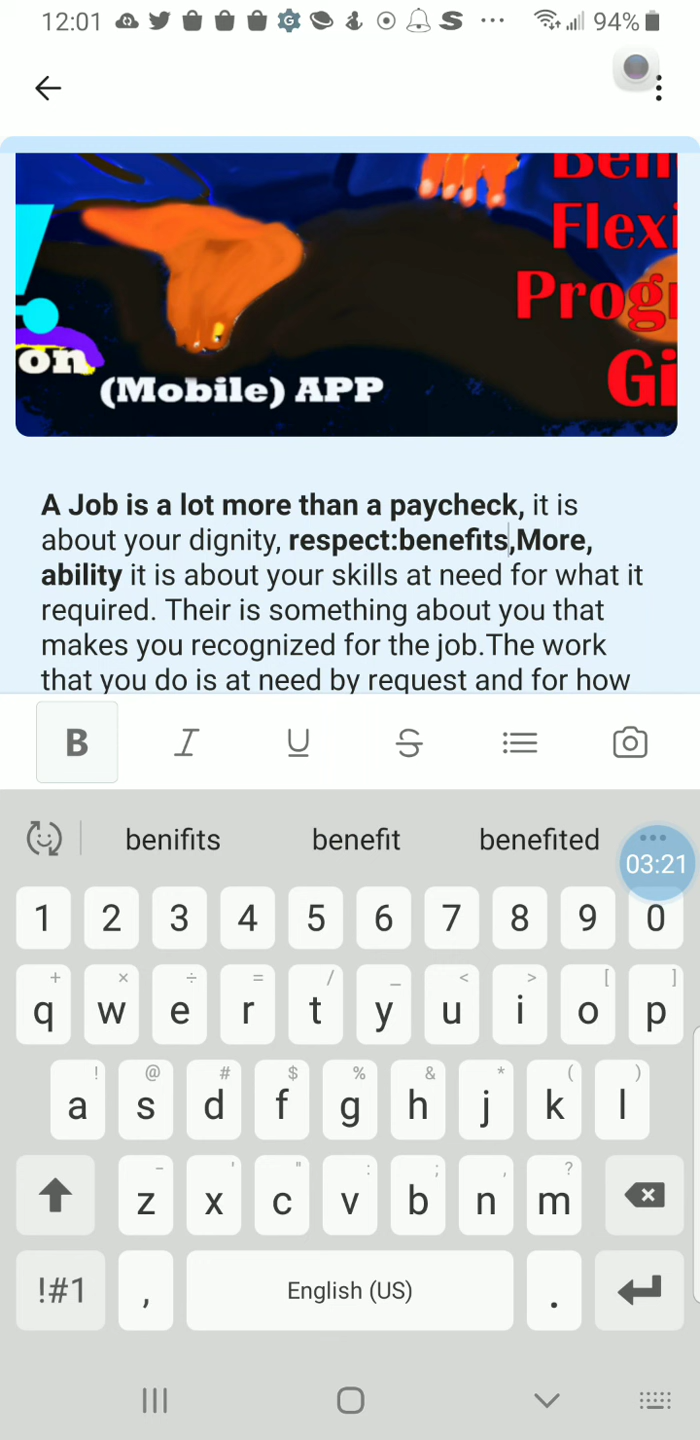 12:01 94%
Ben
Flexi
Prog
on
Gi
(Mobile) APP
A Job is a lot more than a paycheck, it is
about your dignity, respect:benefits,More,
ability it is about your skills at need for what it
required. Their is something about you that
makes you recognized for the job.The work
that you do is at need by request and for how
B I U S
benifits benefit benefited
03:21
1 2 3 4 5 6 7 8 9 0
+ × ÷ = / _ < > [ ]
q w e r t y u i o p
! @ # $ % & * ( )
a s d f g h j k l
- ' " : ; , ?
z x c v b n m
!#1 , English (US) .